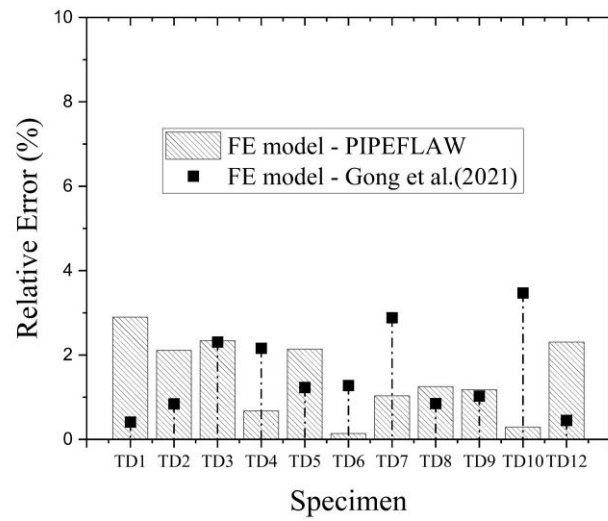 10
8
6
4
2
0
Relative Error (%)
FE model - PIPEFLAW
FE model - Gong et al.(2021)
TD1 TD2 TD3 TD4 TD5 TD6 TD7 TD8 TD9 TD10 TD12
Specimen